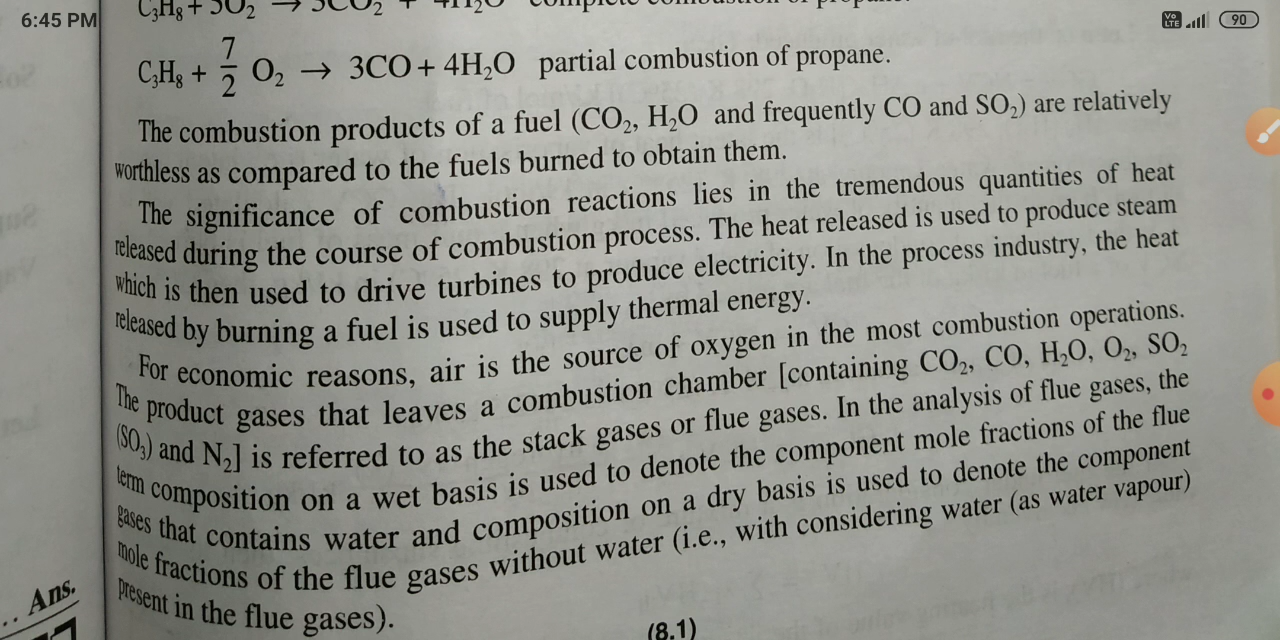 6:45 PM
Vo LTE
90
C₃H₈ + 5O₂ → 3CO₂ + 4H₂O complete combustion of propane.
C₃H₈ + 7/2 O₂ → 3CO + 4H₂O partial combustion of propane.
The combustion products of a fuel (CO₂, H₂O and frequently CO and SO₂) are relatively
worthless as compared to the fuels burned to obtain them.
The significance of combustion reactions lies in the tremendous quantities of heat
released during the course of combustion process. The heat released is used to produce steam
which is then used to drive turbines to produce electricity. In the process industry, the heat
released by burning a fuel is used to supply thermal energy.
For economic reasons, air is the source of oxygen in the most combustion operations.
The product gases that leaves a combustion chamber [containing CO₂, CO, H₂O, O₂, SO₂
(SO₃) and N₂] is referred to as the stack gases or flue gases. In the analysis of flue gases, the
term composition on a wet basis is used to denote the component mole fractions of the flue
gases that contains water and composition on a dry basis is used to denote the component
mole fractions of the flue gases without water (i.e., with considering water (as water vapour)
present in the flue gases).
.. Ans.
(8.1)